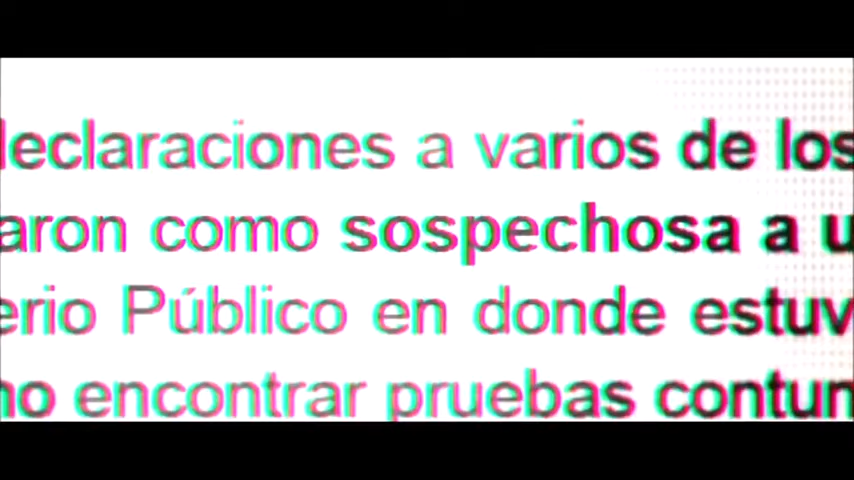 declaraciones a varios de los
aron como sospechosa a u
erio Público en donde estuv
no encontrar pruebas contun